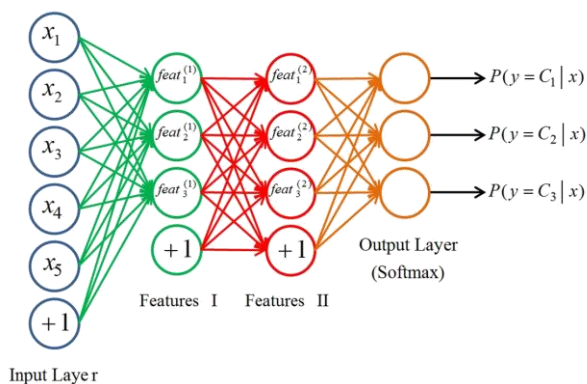 x₁
x₂
x₃
x₄
x₅
+1
Input Laye r
feat₁⁽¹⁾
feat₂⁽¹⁾
feat₃⁽¹⁾
+1
Features I
feat₁⁽²⁾
feat₂⁽²⁾
feat₃⁽²⁾
+1
Features II
Output Layer
(Softmax)
P(y = C₁ | x)
P(y = C₂ | x)
P(y = C₃ | x)